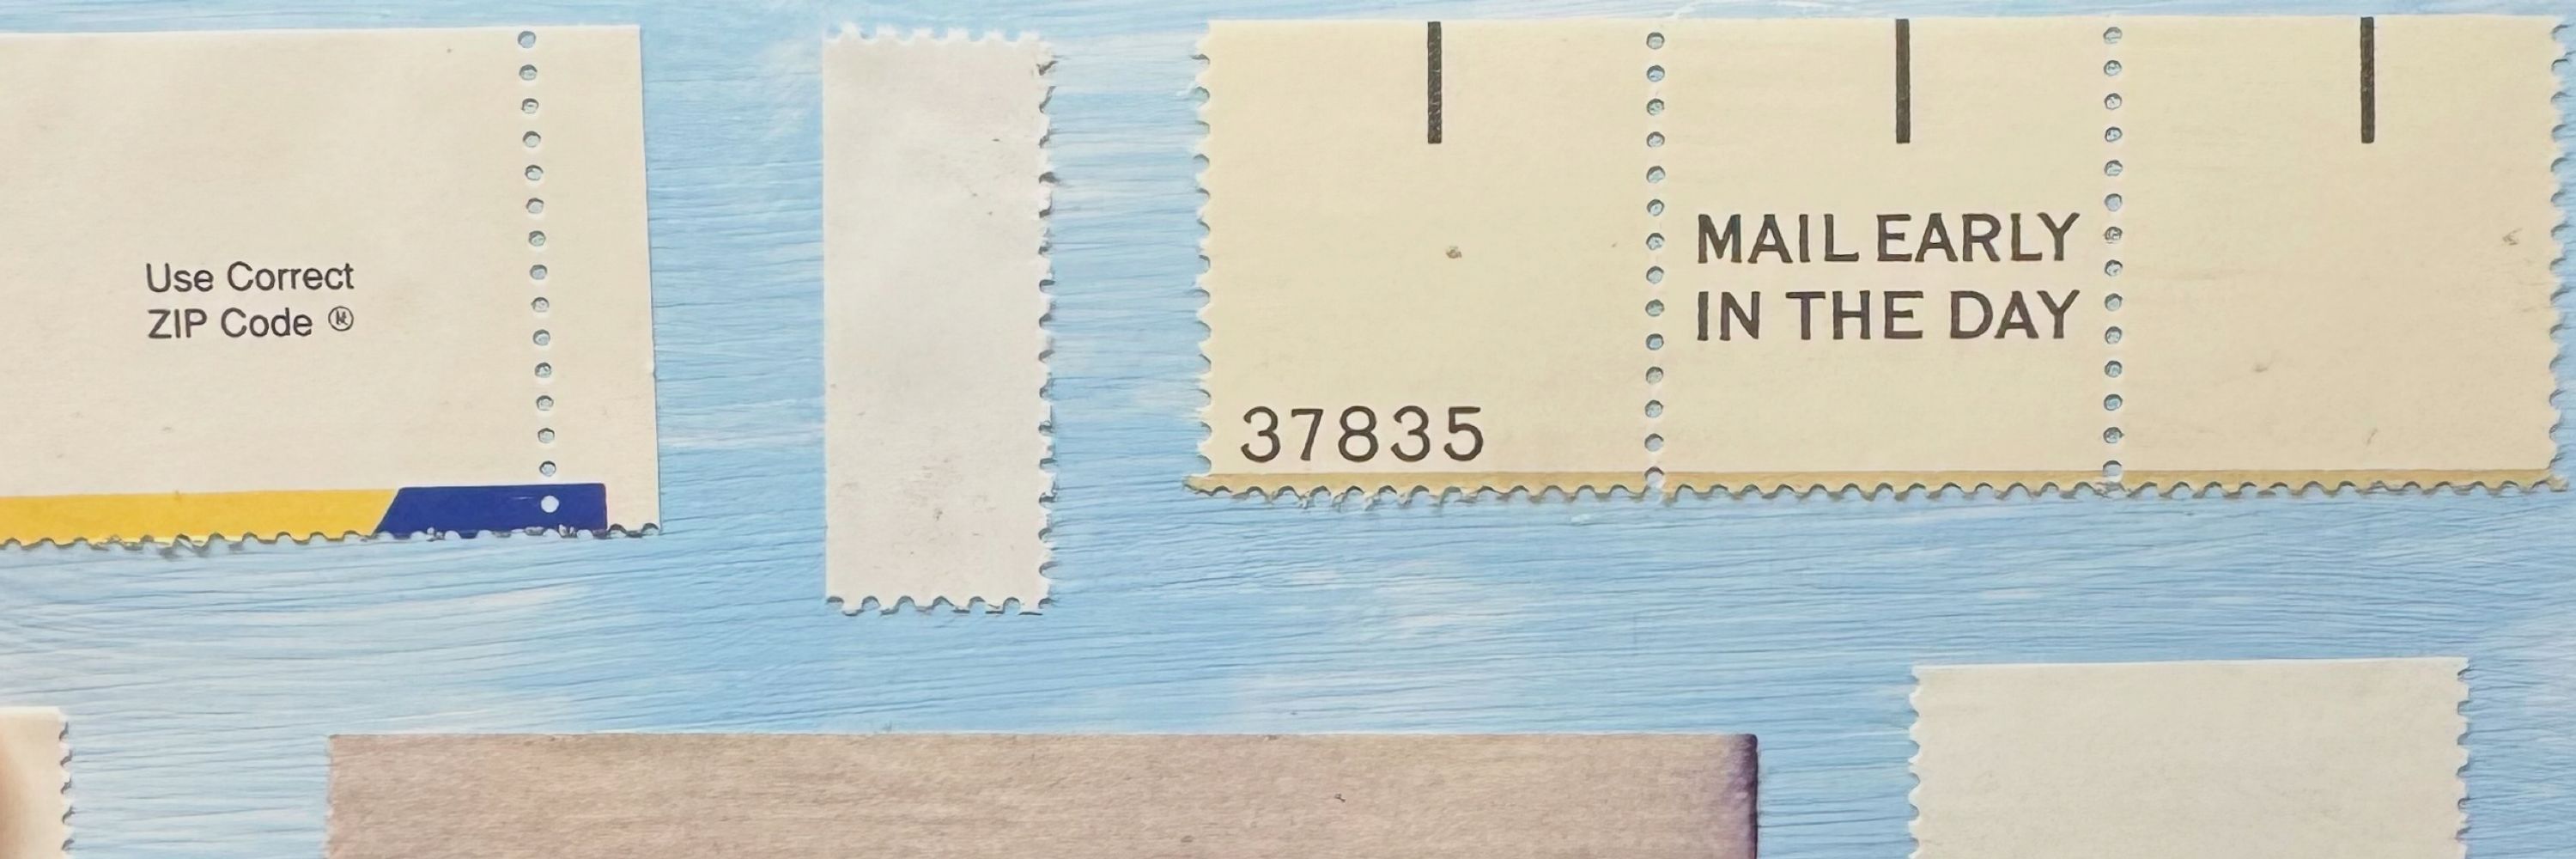 Use Correct
ZIP Code ®
MAIL EARLY
IN THE DAY
37835